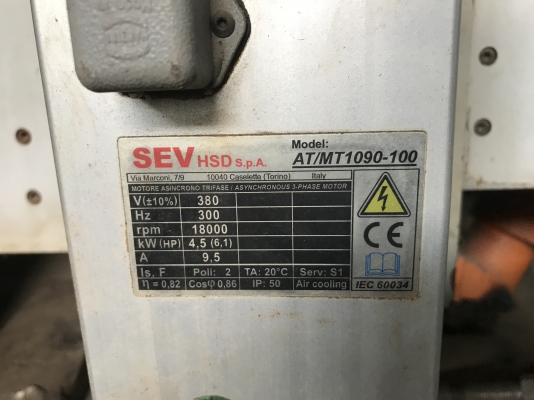 SEV HSD S.p.A. Model: AT/MT1090-100
Via Marconi, 7/9 10040 Caselette (Torino) Italy
MOTORE ASINCRONO TRIFASE / ASYNCHRONOUS 3-PHASE MOTOR
V(±10%) 380
Hz 300
rpm 18000
kW (HP) 4,5 (6,1)
A 9,5
Is. F Poli: 2 TA: 20°C Serv: S1
η = 0,82 Cosφ 0,86 IP: 50 Air cooling
CE
IEC 60034